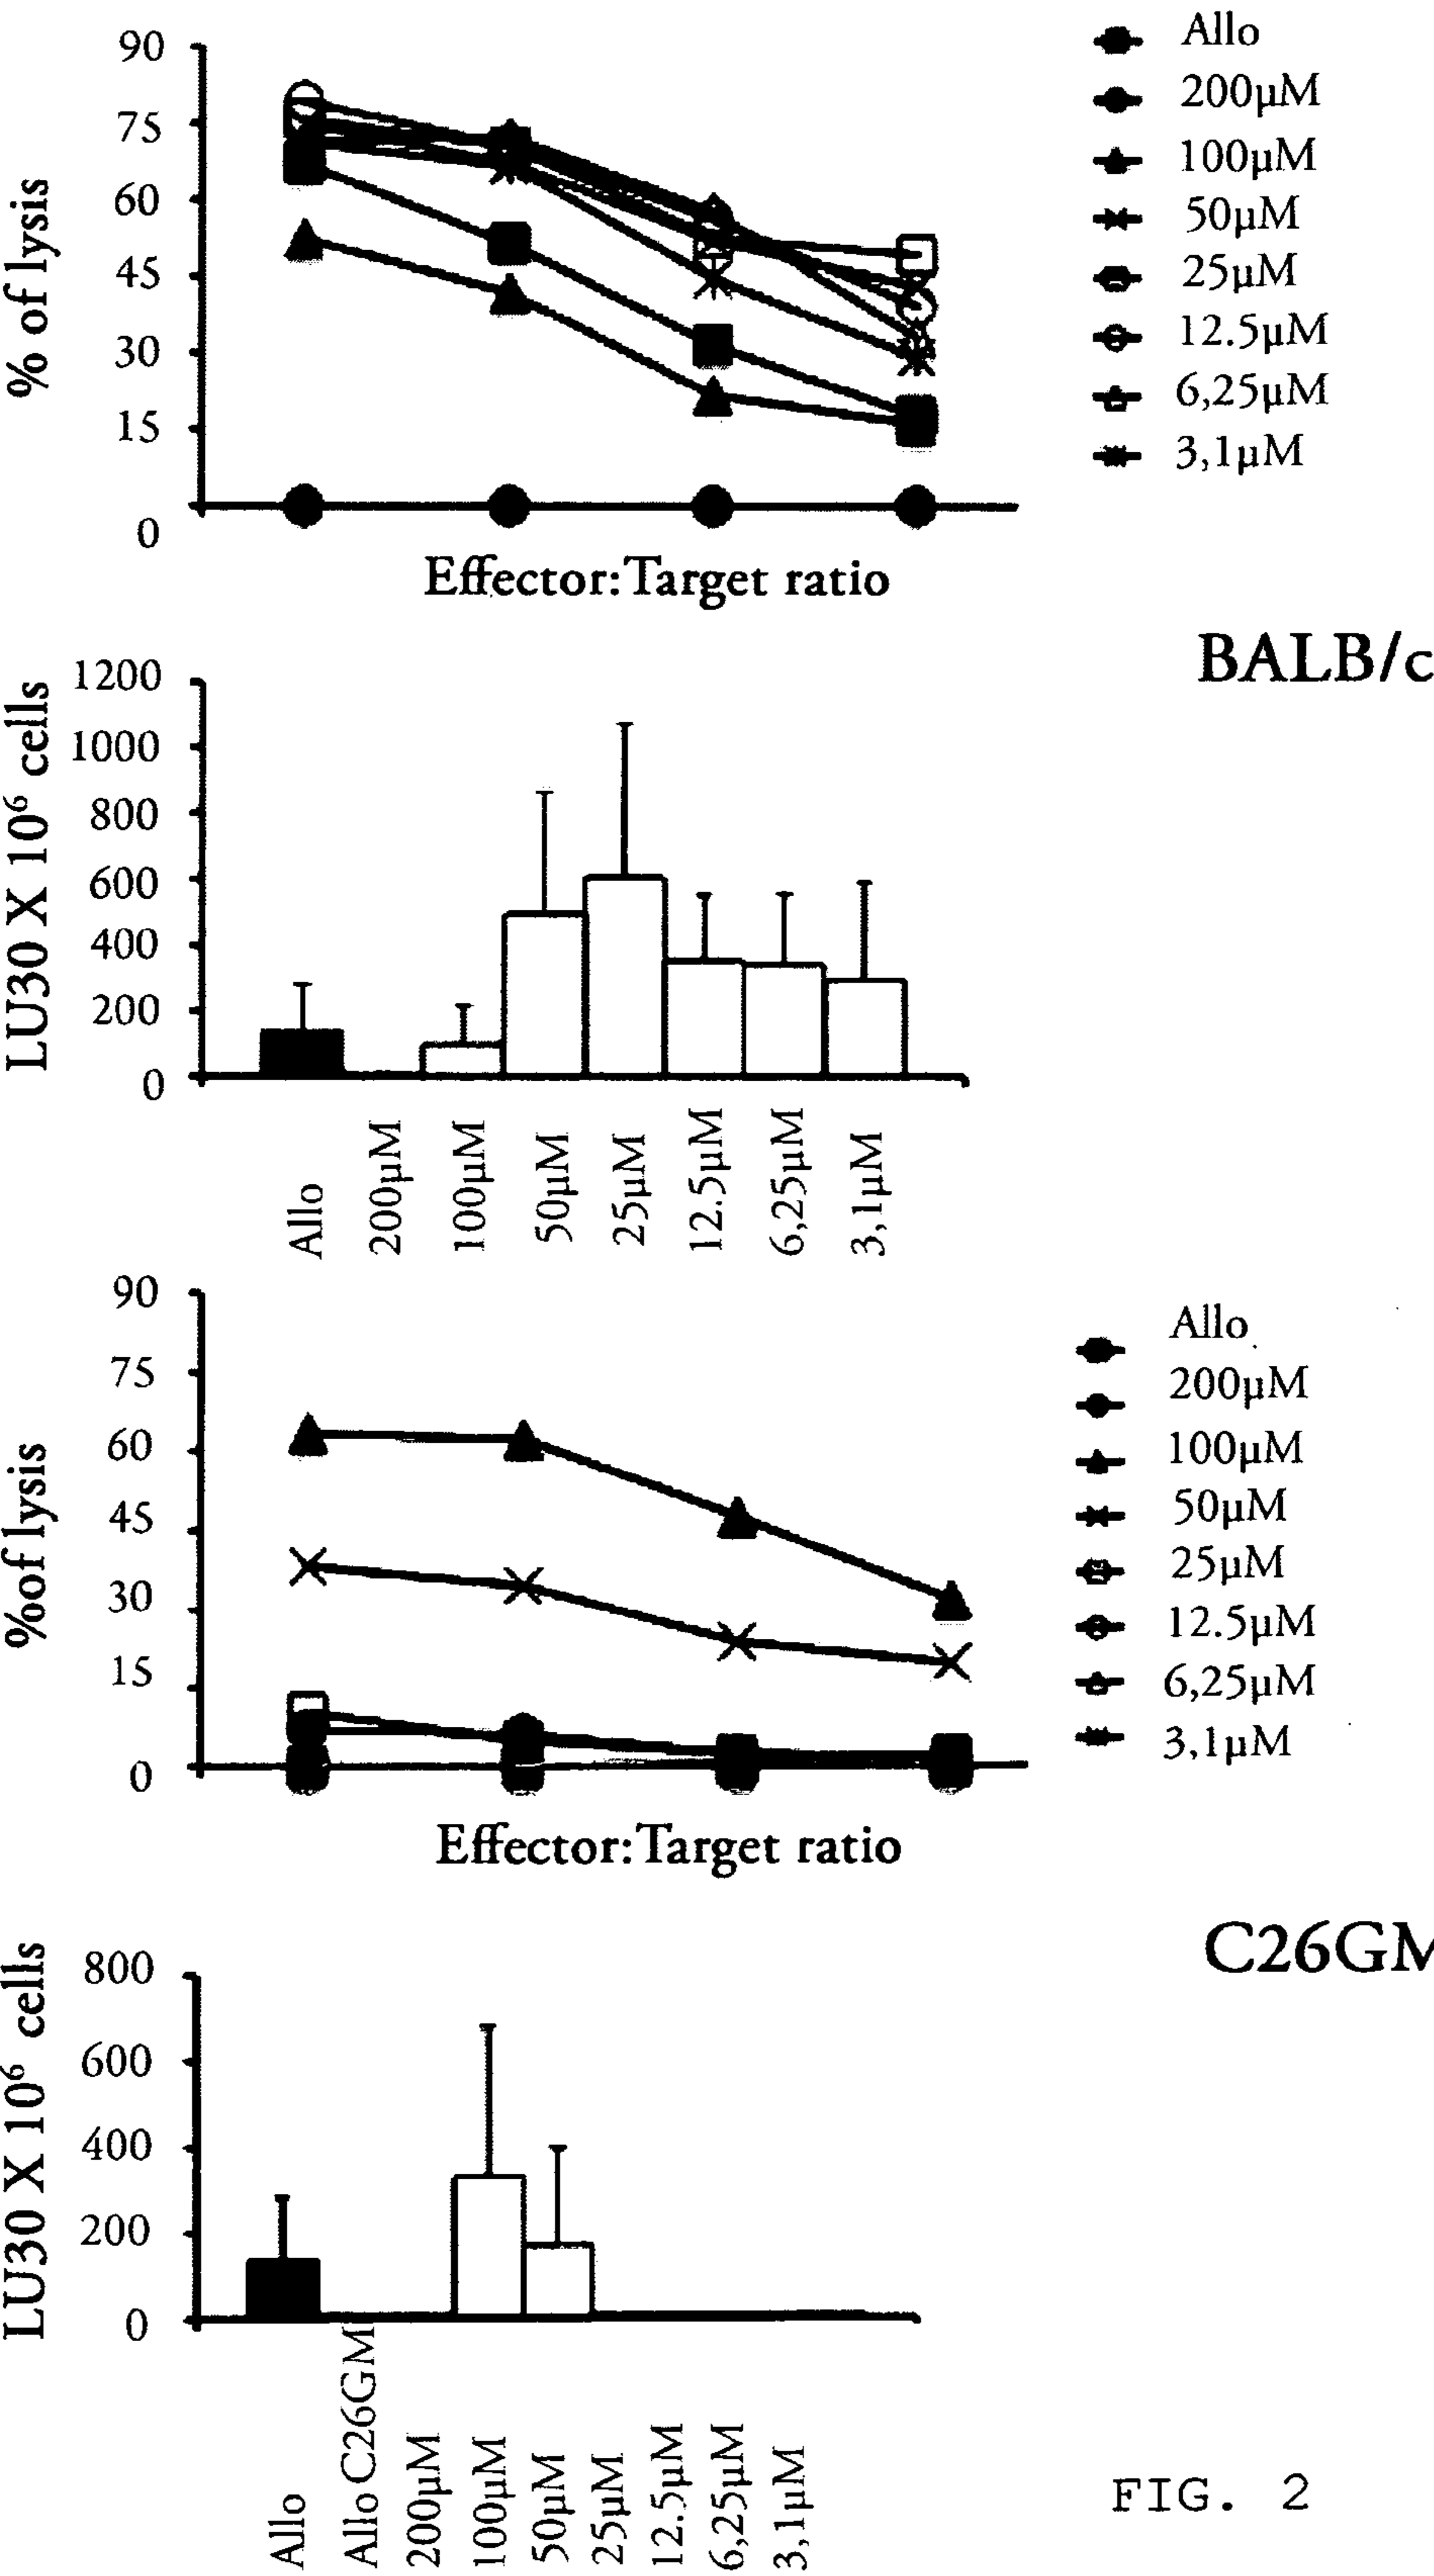 90
75
60
45
30
15
0
% of lysis
Effector:Target ratio
Allo
200µM
100µM
50µM
25µM
12.5µM
6,25µM
3,1µM
BALB/c
1200
1000
800
600
400
200
0
LU30 X 10⁶ cells
Allo
200µM
100µM
50µM
25µM
12.5µM
6,25µM
3,1µM
90
75
60
45
30
15
0
%of lysis
Effector:Target ratio
Allo
200µM
100µM
50µM
25µM
12.5µM
6,25µM
3,1µM
C26GM
800
600
400
200
0
LU30 X 10⁶ cells
Allo
Allo C26GM
200µM
100µM
50µM
25µM
12.5µM
6,25µM
3,1µM
FIG. 2